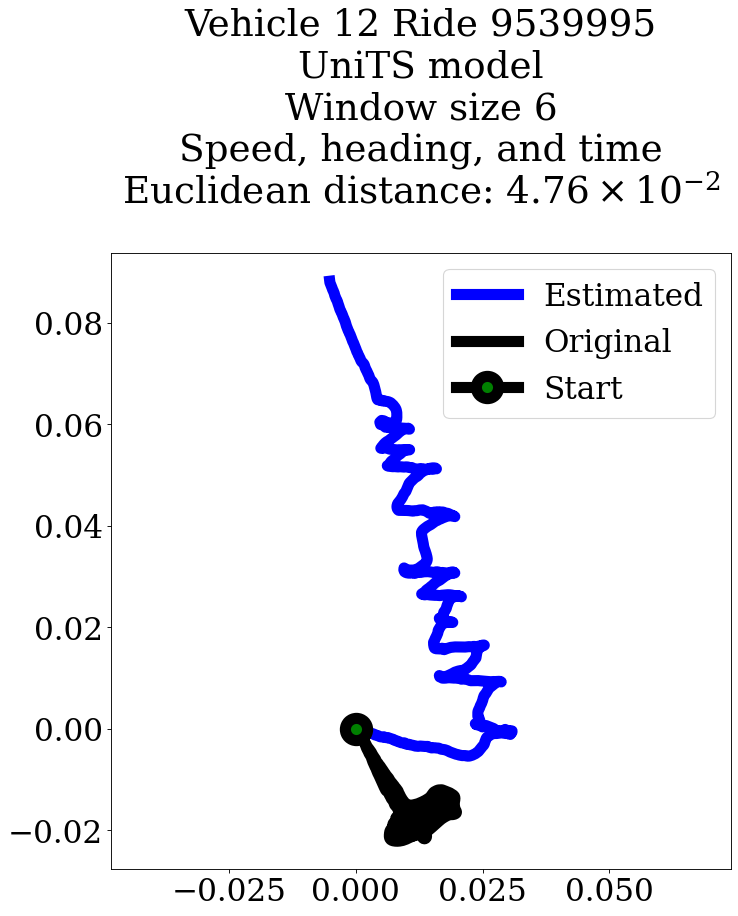 Vehicle 12 Ride 9539995
UniTS model
Window size 6
Speed, heading, and time
Euclidean distance: 4.76 × 10⁻²
Estimated
Original
Start
0.08
0.06
0.04
0.02
0.00
−0.02
−0.025 0.000 0.025 0.050